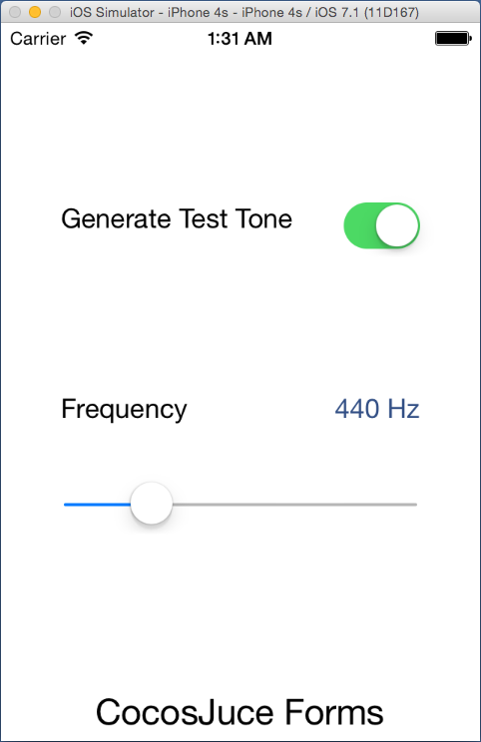 iOS Simulator - iPhone 4s - iPhone 4s / iOS 7.1 (11D167)
Carrier 1:31 AM
Generate Test Tone
Frequency 440 Hz
CocosJuce Forms